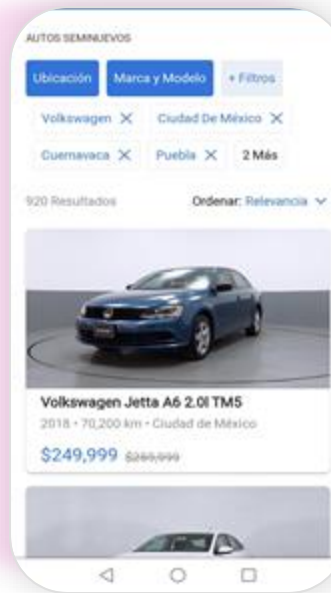 AUTOS SEMINUEVOS
Ubicación Marca y Modelo + Filtros
Volkswagen X Ciudad De México X
Cuernavaca X Puebla X 2 Más
920 Resultados Ordenar: Relevancia
Volkswagen Jetta A6 2.0l TM5
2018 • 70,200 km • Ciudad de México
$249,999